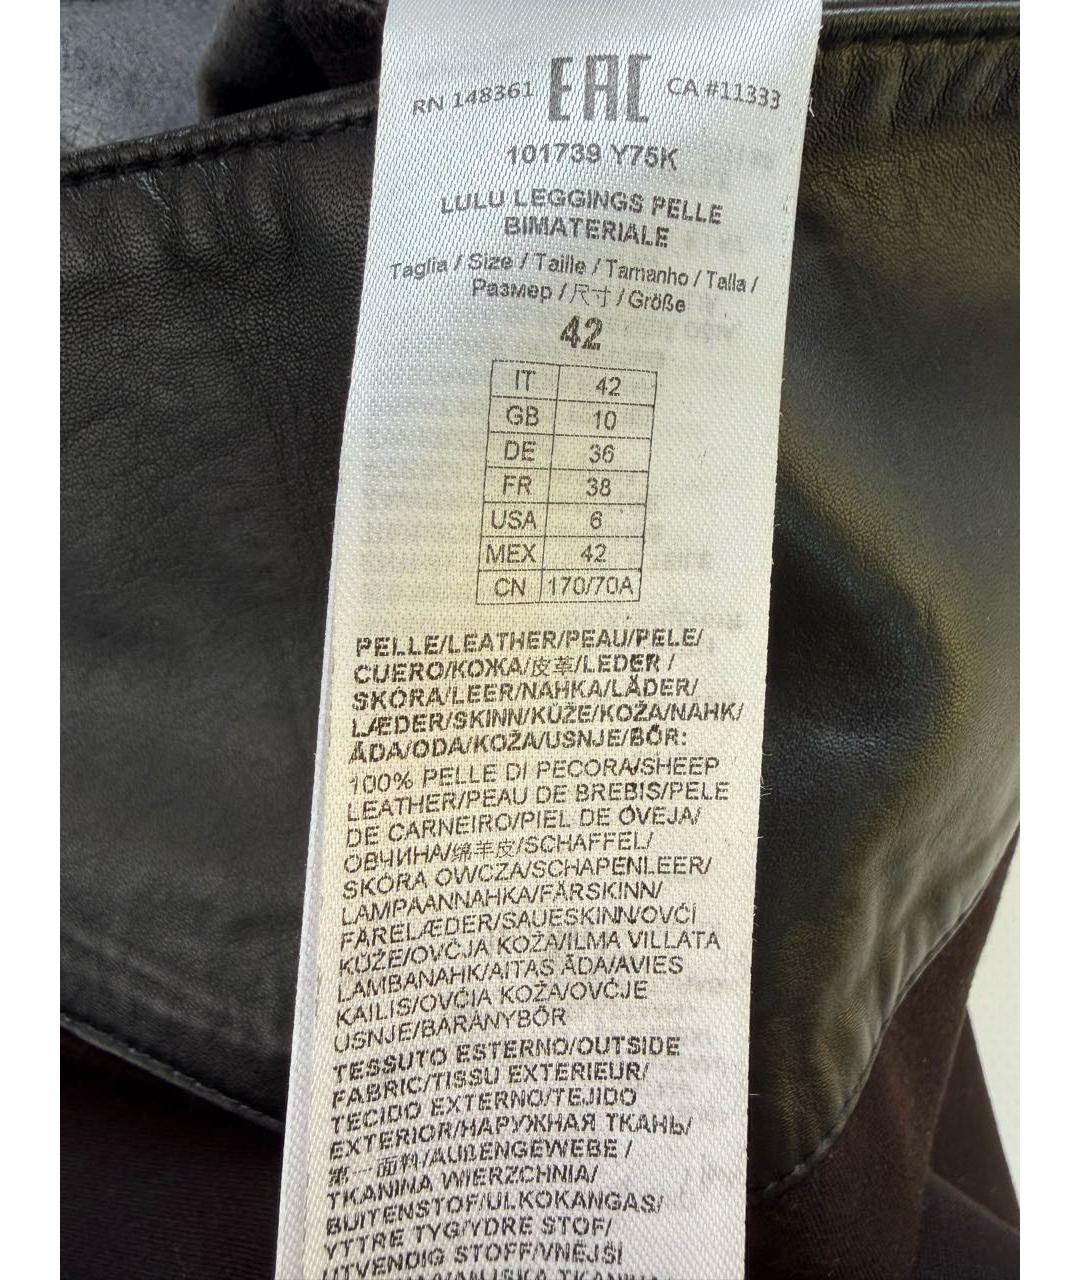 RN 148361 EAC CA #11333
101739 Y75K
LULU LEGGINGS PELLE
BIMATERIALE
Taglia / Size / Taille / Tamanho / Talla /
Размер / 尺寸 / Größe
42
IT 42
GB 10
DE 36
FR 38
USA 6
MEX 42
CN 170/70A
PELLE/LEATHER/PEAU/PELE/
CUERO/КОЖА/皮革/LEDER /
SKÓRA/LEER/NAHKA/LÄDER/
LÆDER/SKINN/KŮŽE/KOŽA/NAHK/
ĀDA/ODA/KOŽA/USNJE/BŐR:
100% PELLE DI PECORA/SHEEP
LEATHER/PEAU DE BREBIS/PELE
DE CARNEIRO/PIEL DE OVEJA/
ОВЧИНА/绵羊皮/SCHAFFEL/
SKÓRA OWCZA/SCHAPENLEER/
LAMPAANNAHKA/FÅRSKINN/
FÅRELÆDER/SAUESKINN/OVČÍ
KŮŽE/OVČJA KOŽA/ILMA VILLATA
LAMBANAHK/AITAS ĀDA/AVIES
KAILIS/OVČIA KOŽA/OVČJE
USNJE/BÁRÁNYBŐR
TESSUTO ESTERNO/OUTSIDE
FABRIC/TISSU EXTERIEUR/
TECIDO EXTERNO/TEJIDO
EXTERIOR/НАРУЖНАЯ ТКАНЬ/
第一面料/AUßENGEWEBE /
TKANINA WIERZCHNIA/
BUITENSTOF/ULKOKANGAS/
YTTRE TYG/YDRE STOF/
UTVENDIG STOFF/VNĚJŠÍ